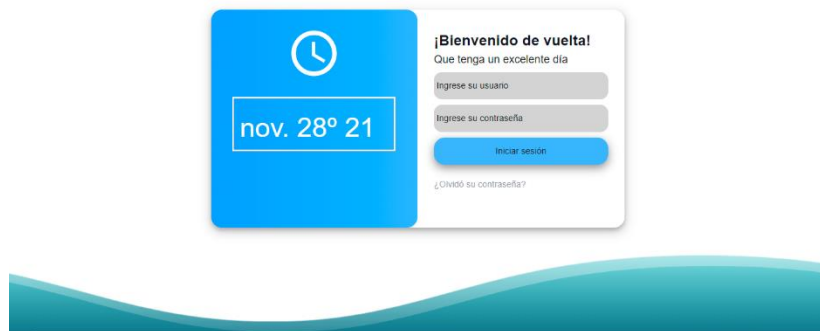 nov. 28º 21
¡Bienvenido de vuelta!
Que tenga un excelente día
Ingrese su usuario
Ingrese su contraseña
Iniciar sesión
¿Olvidó su contraseña?